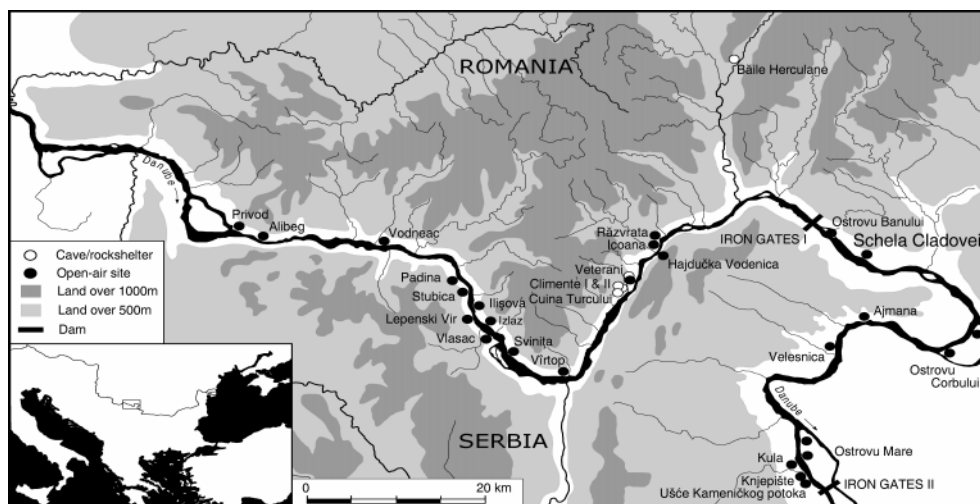 ROMANIA
Băile Herculane
Danube
Privod
Alibeg
Vodneac
Răzvrata
Icoana
IRON GATES I
Ostrovu Banului
Schela Cladovei
Hajdučka Vodenica
Cave/rockshelter
Open-air site
Land over 1000m
Land over 500m
Dam
Padina
Stubica
Ilişova
Lepenski Vir
Izlaz
Vlasac
Sviniţa
Vîrtop
Veterani
Climente I & II
Cuina Turcului
Ajmana
Velesnica
Ostrovu
Corbului
Danube
SERBIA
Ostrovu Mare
Kula
Knjepište
Ušće Kameničkog potoka
IRON GATES II
0 20 km